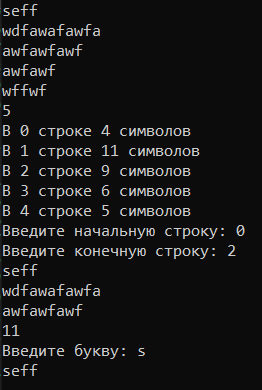 seff
wdfawafawfa
awfawfawf
awfawf
wffwf
5
В 0 строке 4 символов
В 1 строке 11 символов
В 2 строке 9 символов
В 3 строке 6 символов
В 4 строке 5 символов
Введите начальную строку: 0
Введите конечную строку: 2
seff
wdfawafawfa
awfawfawf
11
Введите букву: s
seff